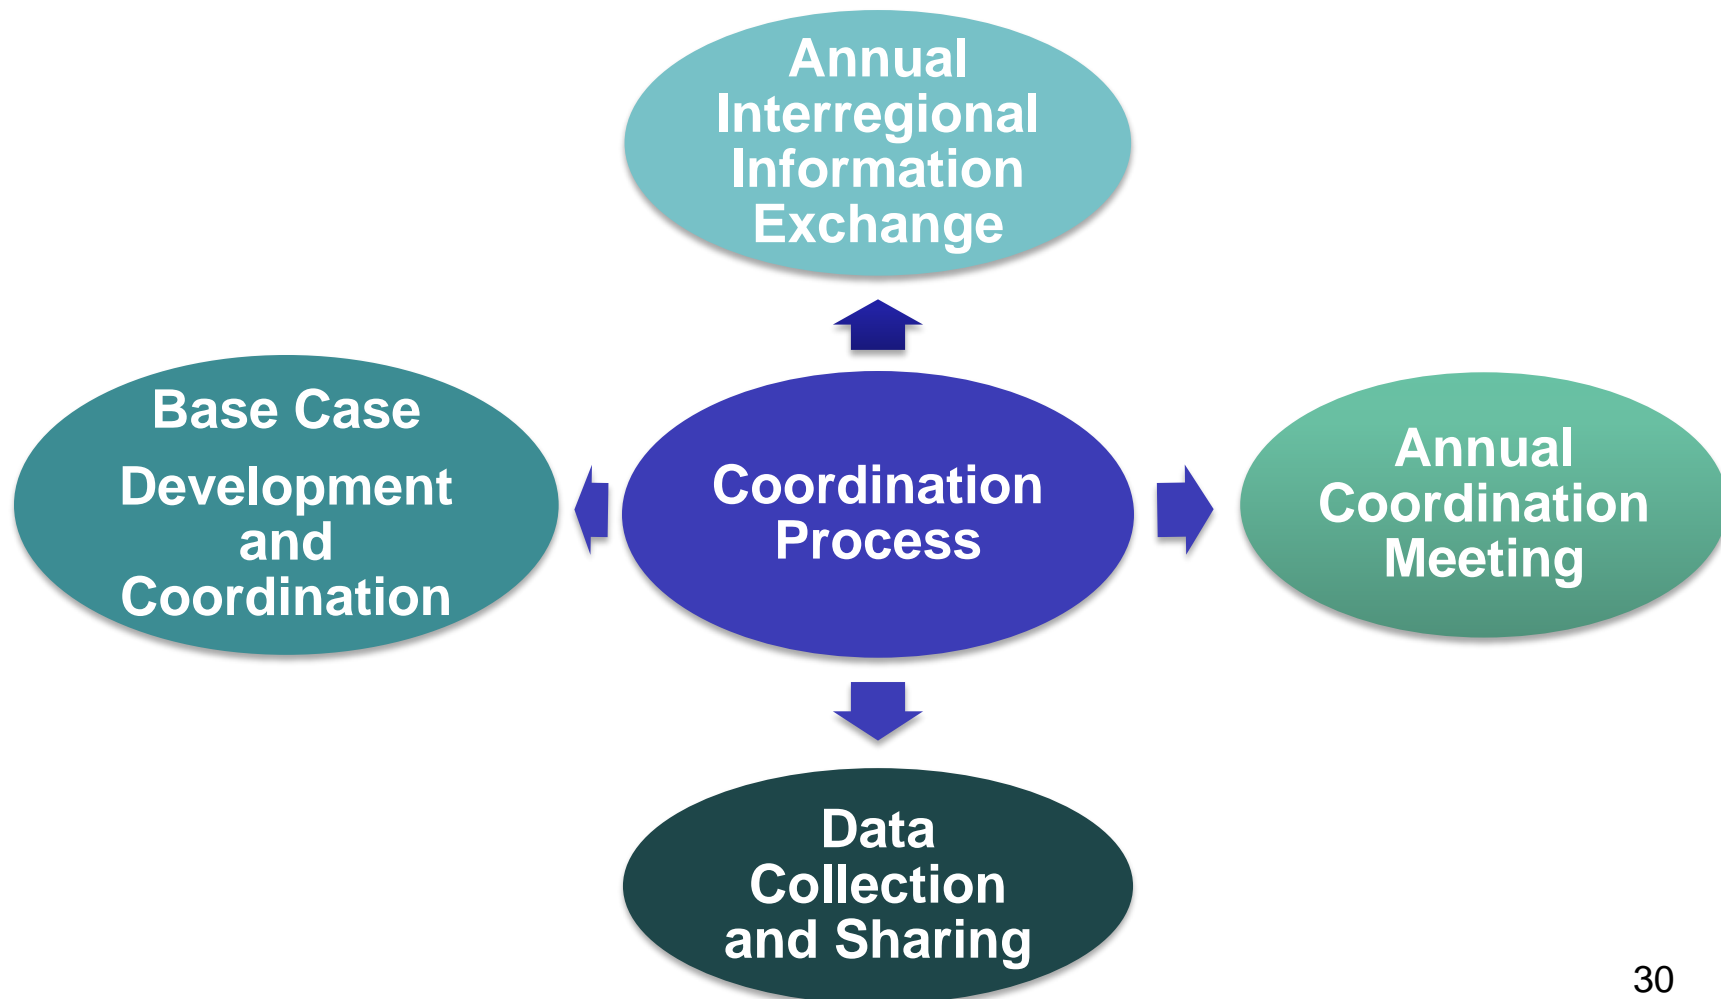 Annual
Interregional
Information
Exchange
Base Case
Development
and
Coordination
Coordination
Process
Annual
Coordination
Meeting
Data
Collection
and Sharing
30